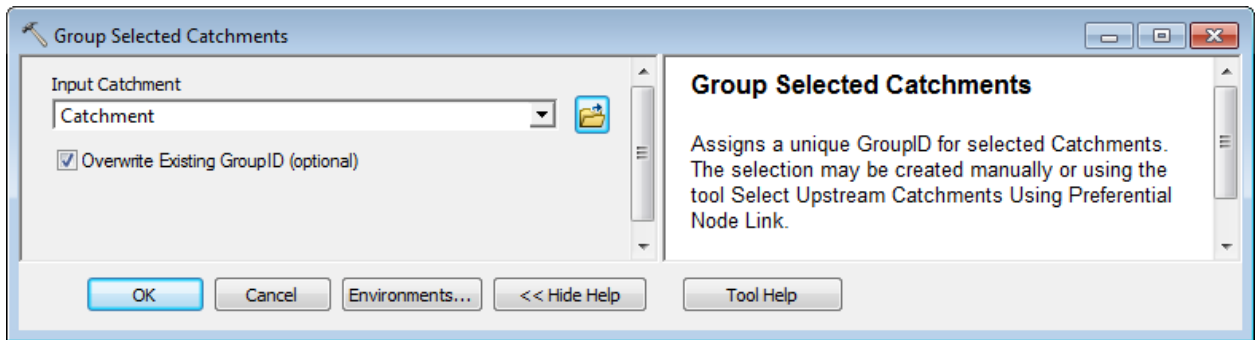 Group Selected Catchments
Input Catchment
Catchment
Overwrite Existing GroupID (optional)
Group Selected Catchments
Assigns a unique GroupID for selected Catchments.
The selection may be created manually or using the
tool Select Upstream Catchments Using Preferential
Node Link.
OK
Cancel
Environments...
<< Hide Help
Tool Help